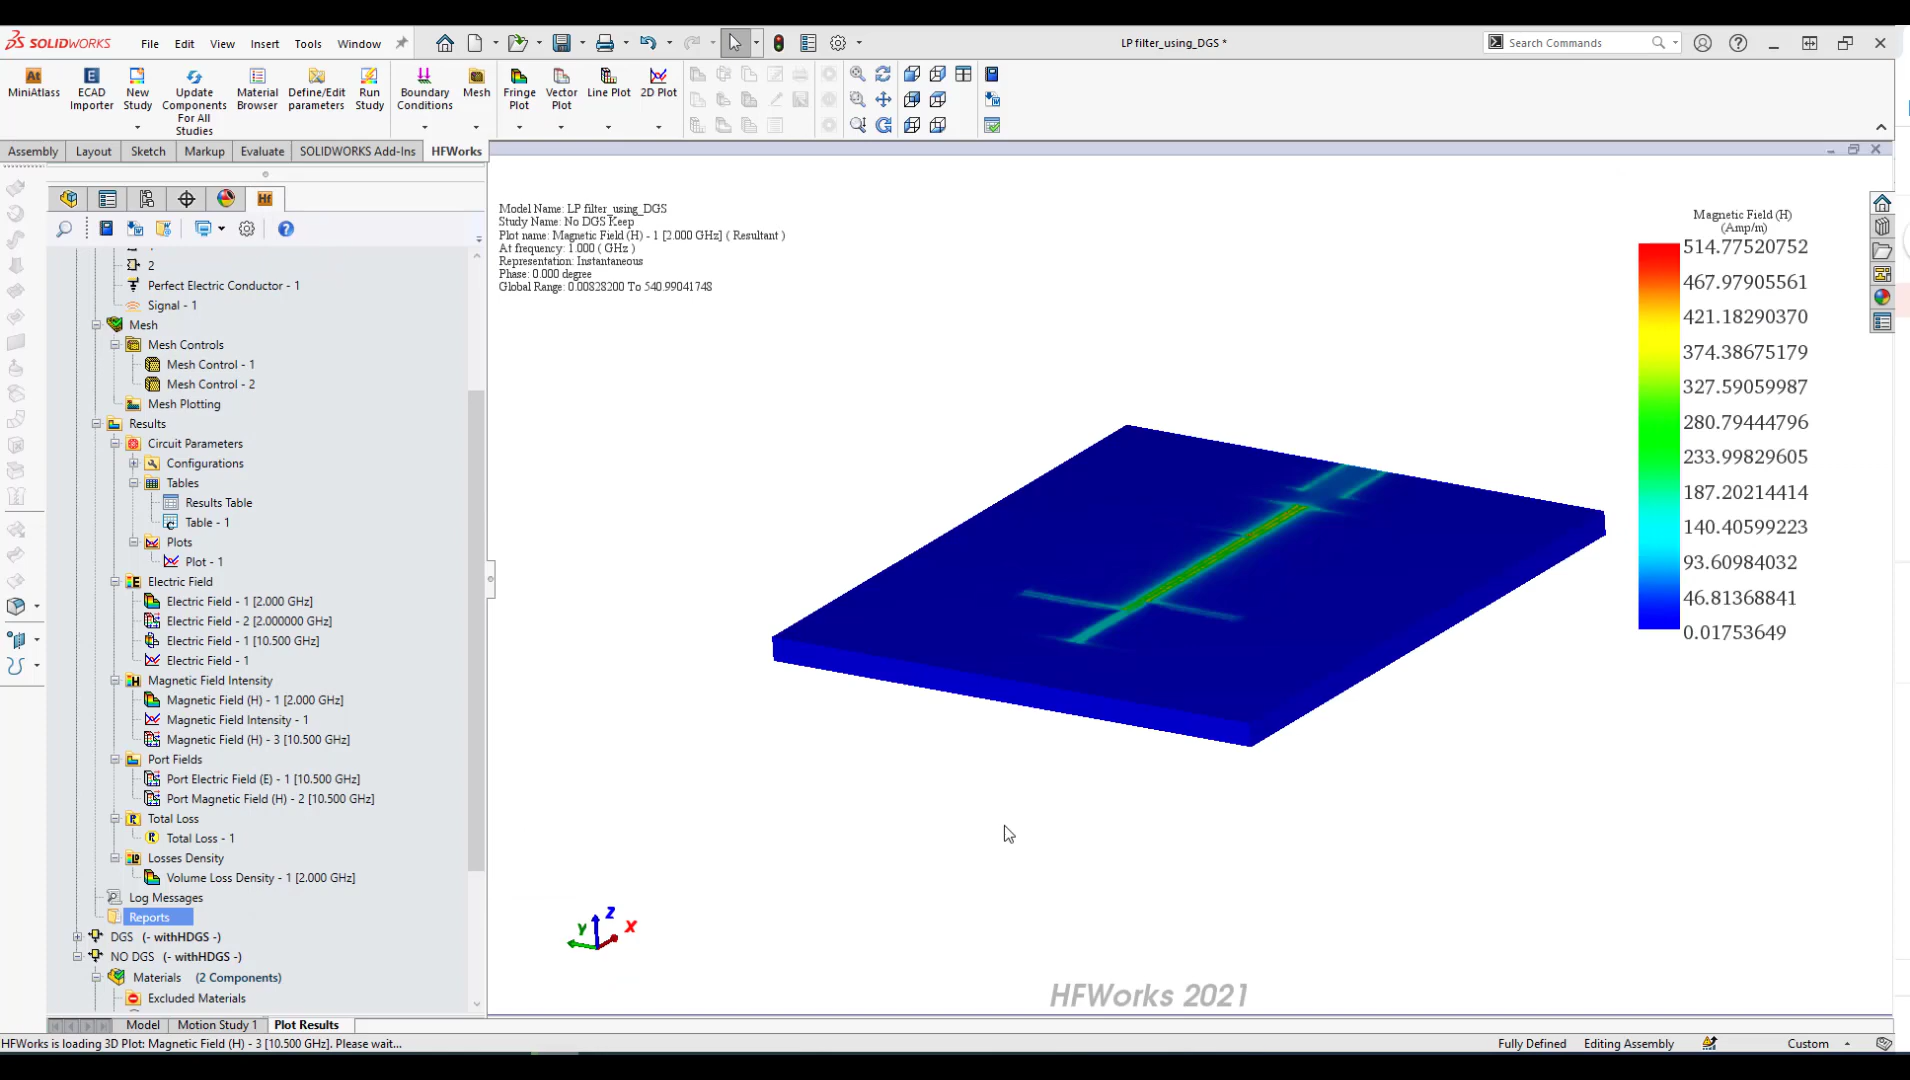 SOLIDWORKS
File Edit View Insert Tools Window
LP filter_using_DGS *
Search Commands
MiniAtlass
ECAD Importer
New Study
Update Components For All Studies
Material Browser
Define/Edit parameters
Run Study
Boundary Conditions
Mesh
Fringe Plot
Vector Plot
Line Plot
2D Plot
Assembly Layout Sketch Markup Evaluate SOLIDWORKS Add-Ins HFWorks
2
Perfect Electric Conductor - 1
Signal - 1
Mesh
Mesh Controls
Mesh Control - 1
Mesh Control - 2
Mesh Plotting
Results
Circuit Parameters
Configurations
Tables
Results Table
Table - 1
Plots
Plot - 1
Electric Field
Electric Field - 1 [2.000 GHz]
Electric Field - 2 [2.000000 GHz]
Electric Field - 1 [10.500 GHz]
Electric Field - 1
Magnetic Field Intensity
Magnetic Field (H) - 1 [2.000 GHz]
Magnetic Field Intensity - 1
Magnetic Field (H) - 3 [10.500 GHz]
Port Fields
Port Electric Field (E) - 1 [10.500 GHz]
Port Magnetic Field (H) - 2 [10.500 GHz]
Total Loss
Total Loss - 1
Losses Density
Volume Loss Density - 1 [2.000 GHz]
Log Messages
Reports
DGS (- withHDGS -)
NO DGS (- withHDGS -)
Materials (2 Components)
Excluded Materials
Model Name: LP filter_using_DGS
Study Name: No DGS Keep
Plot name: Magnetic Field (H) - 1 [2.000 GHz] ( Resultant )
At frequency: 1.000 ( GHz )
Representation: Instantaneous
Phase: 0.000 degree
Global Range: 0.00828200 To 540.99041748
Magnetic Field (H)
(Amp/m)
514.77520752
467.97905561
421.18290370
374.38675179
327.59059987
280.79444796
233.99829605
187.20214414
140.40599223
93.60984032
46.81368841
0.01753649
Z
Y
X
HFWorks 2021
Model Motion Study 1 Plot Results
HFWorks is loading 3D Plot: Magnetic Field (H) - 3 [10.500 GHz]. Please wait...
Fully Defined Editing Assembly Custom